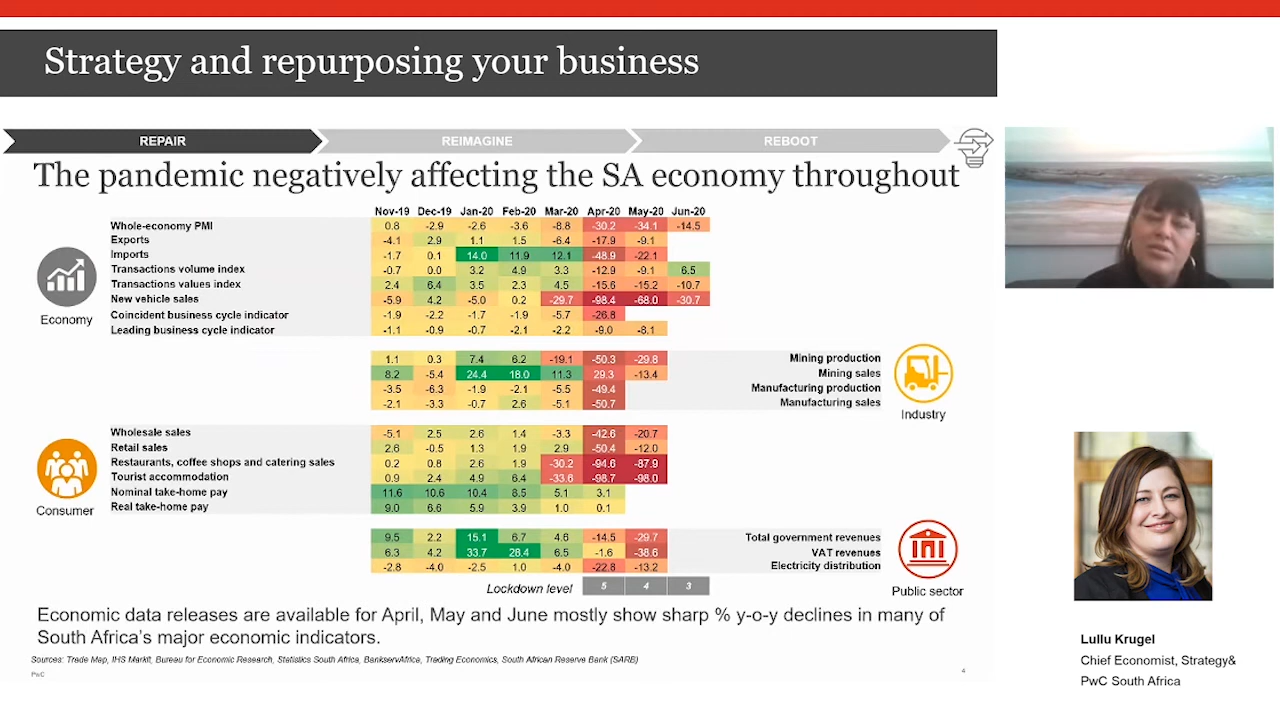 Strategy and repurposing your business
REPAIR
REIMAGINE
REBOOT
The pandemic negatively affecting the SA economy throughout
Nov-19 Dec-19 Jan-20 Feb-20 Mar-20 Apr-20 May-20 Jun-20
Whole-economy PMI 0.8 -2.9 -2.6 -3.6 -8.8 -30.2 -34.1 -14.5
Exports -4.1 2.9 1.1 1.5 -6.4 -17.9 -9.1
Imports -1.7 0.1 14.0 11.9 12.1 -48.9 -22.1
Transactions volume index -0.7 0.0 3.2 4.9 3.3 -12.9 -9.1 6.5
Transactions values index 2.4 6.4 3.5 2.3 4.5 -15.6 -15.2 -10.7
New vehicle sales -5.9 4.2 -5.0 0.2 -29.7 -98.4 -68.0 -30.7
Coincident business cycle indicator -1.9 -2.2 -1.7 -1.9 -5.7 -26.8
Leading business cycle indicator -1.1 -0.9 -0.7 -2.1 -2.2 -9.0 -8.1
Economy
1.1 0.3 7.4 6.2 -19.1 -50.3 -29.8 Mining production
8.2 -5.4 24.4 18.0 11.3 29.3 -13.4 Mining sales
-3.5 -6.3 -1.9 -2.1 -5.5 -49.4 Manufacturing production
-2.1 -3.3 -0.7 2.6 -5.1 -50.7 Manufacturing sales
Industry
Wholesale sales -5.1 2.5 2.6 1.4 -3.3 -42.6 -20.7
Retail sales 2.6 -0.5 1.3 1.9 2.9 -50.4 -12.0
Restaurants, coffee shops and catering sales 0.2 0.8 2.6 1.9 -30.2 -94.6 -87.9
Tourist accommodation 0.9 2.4 4.9 6.4 -33.6 -98.7 -98.0
Nominal take-home pay 11.6 10.6 10.4 8.5 5.1 3.1
Real take-home pay 9.0 6.6 5.9 3.9 1.0 0.1
Consumer
9.5 2.2 15.1 6.7 4.6 -14.5 -29.7 Total government revenues
6.3 4.2 33.7 28.4 6.5 -1.6 -38.6 VAT revenues
-2.8 -4.0 -2.5 1.0 -4.0 -22.8 -13.2 Electricity distribution
Lockdown level 5 4 3
Public sector
Economic data releases are available for April, May and June mostly show sharp % y-o-y declines in many of
South Africa's major economic indicators.
Sources: Trade Map, IHS Markit, Bureau for Economic Research, Statistics South Africa, BankservAfrica, Trading Economics, South African Reserve Bank (SARB)
PwC
4
Lullu Krugel
Chief Economist, Strategy&
PwC South Africa